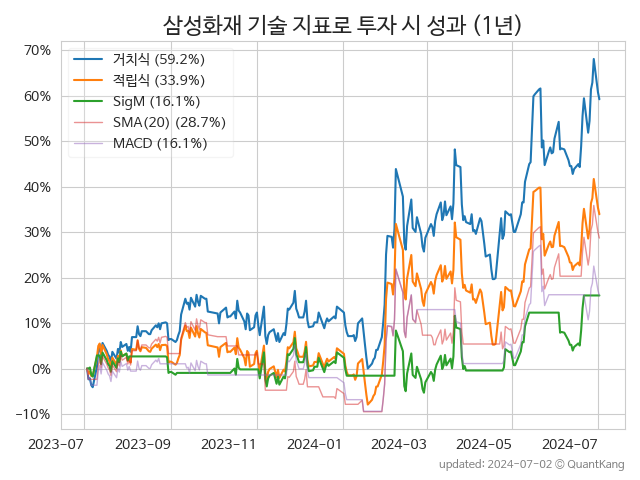 삼성화재 기술 지표로 투자 시 성과 (1년)
70%
60%
50%
40%
30%
20%
10%
0%
−10%
거치식 (59.2%)
적립식 (33.9%)
SigM (16.1%)
SMA(20) (28.7%)
MACD (16.1%)
2023-07
2023-09
2023-11
2024-01
2024-03
2024-05
2024-07
updated: 2024-07-02 © QuantKang